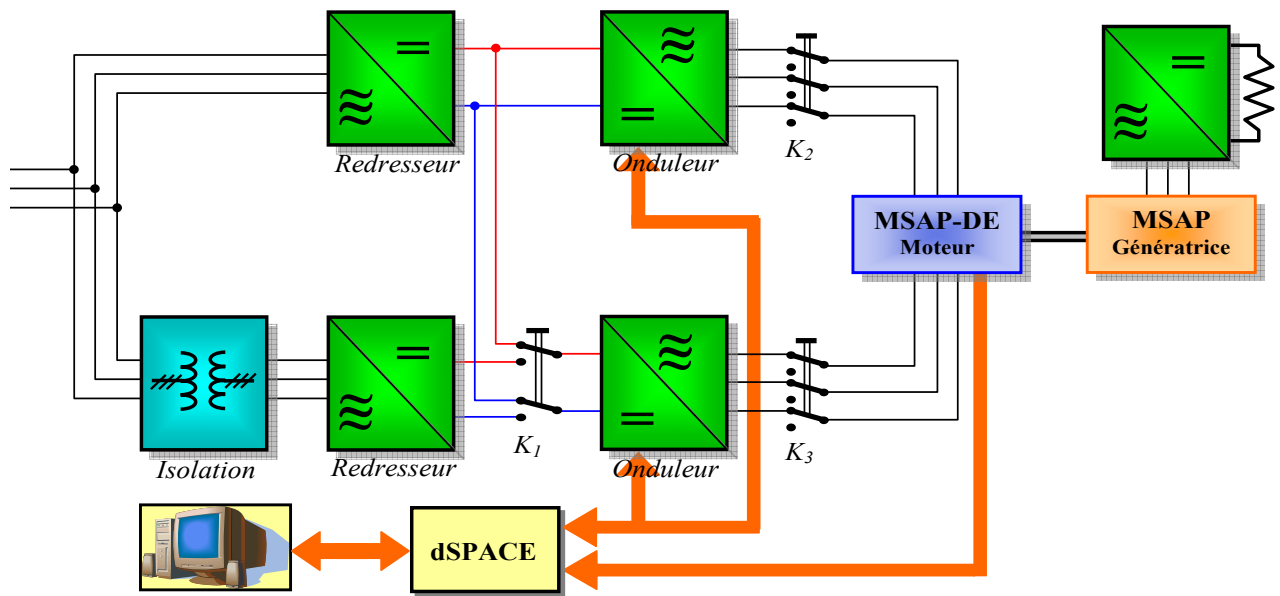 Redresseur
Onduleur
K2
MSAP-DE
Moteur
MSAP
Génératrice
Isolation
Redresseur
K1
Onduleur
K3
dSPACE